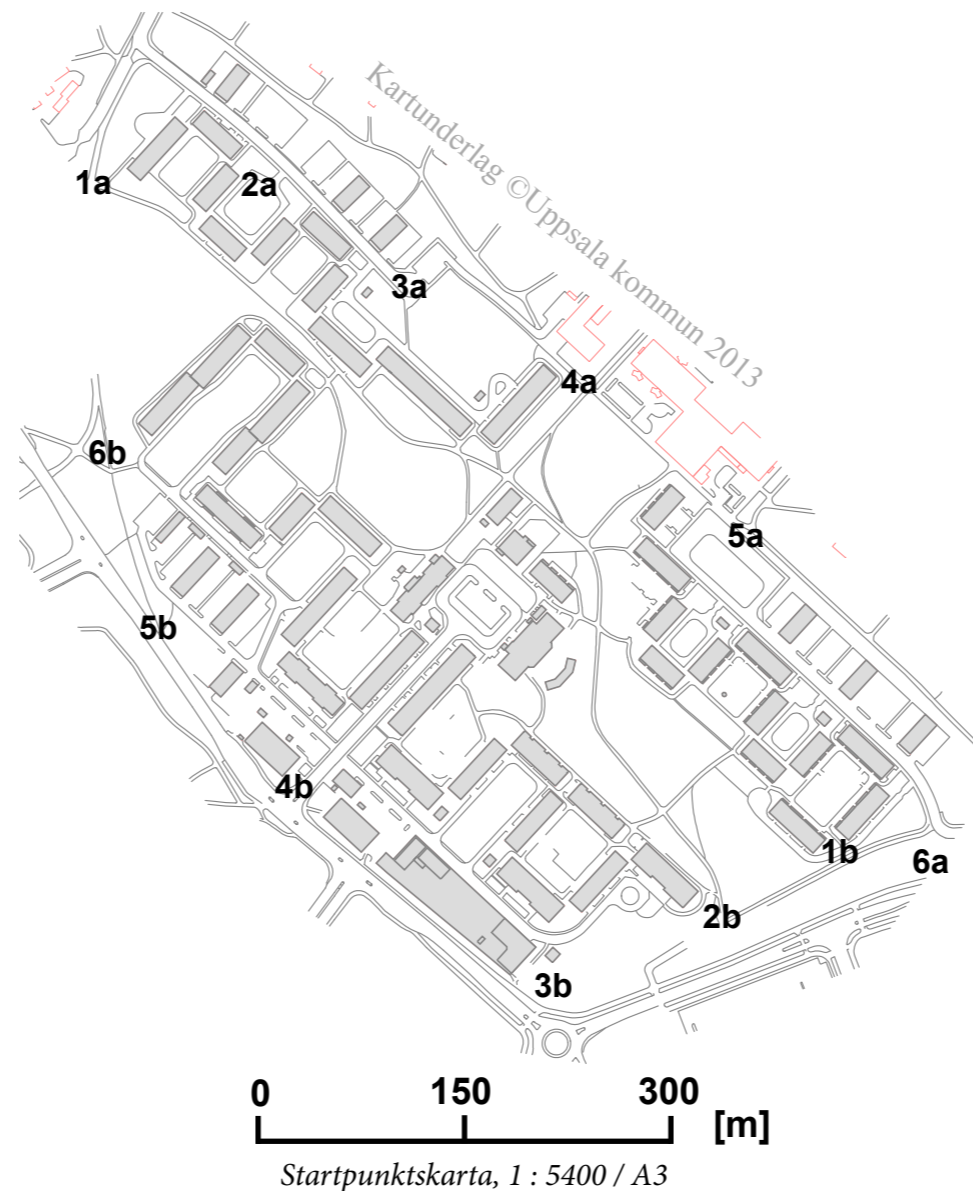 Kartunderlag ©Uppsala kommun 2013
1a
2a
3a
4a
6b
5a
5b
4b
1b
6a
2b
3b
0 150 300
[m]
Startpunktskarta, 1 : 5400 / A3